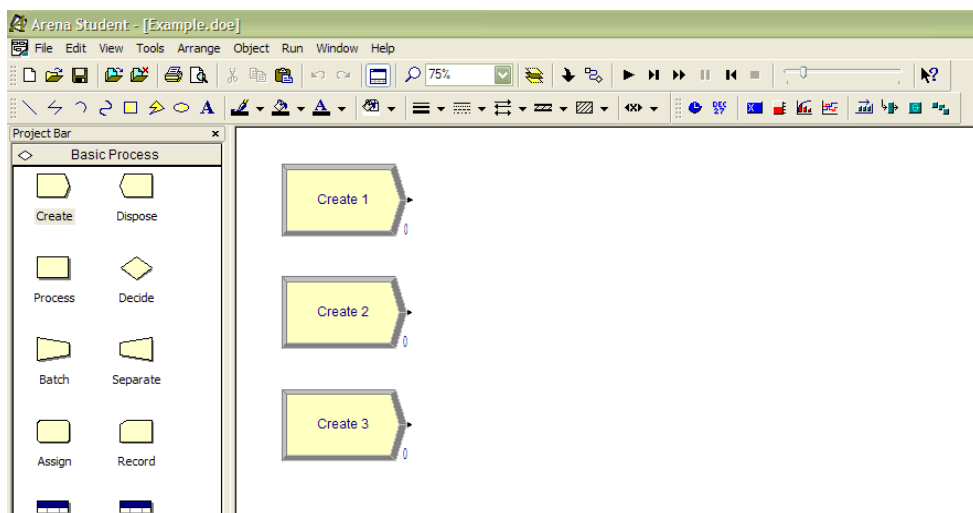 Arena Student - [Example.doe]
File Edit View Tools Arrange Object Run Window Help
75%
A A
Project Bar x
Basic Process
Create Dispose
Process Decide
Batch Separate
Assign Record
Create 1
0
Create 2
0
Create 3
0